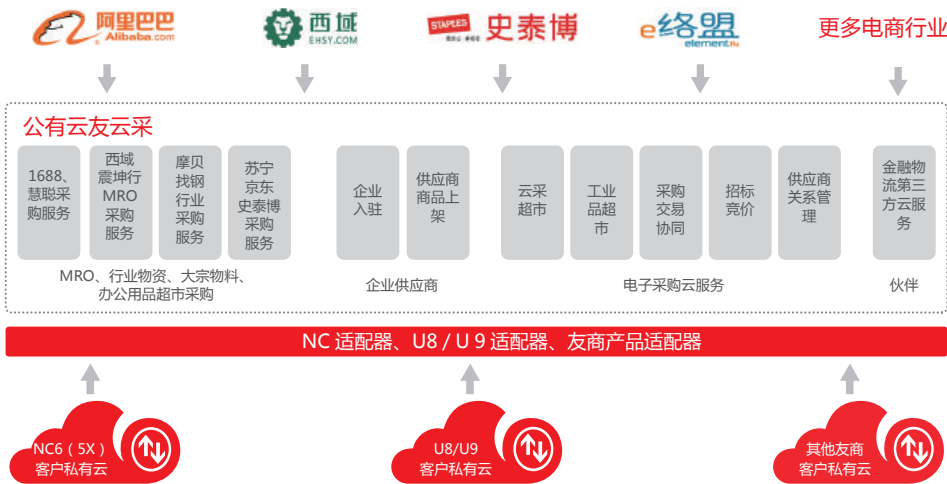 阿里巴巴
Alibaba.com
西域
EHSY.COM
STAPLES
史泰博
e络盟
element14
更多电商行业
公有云友云采
1688、
慧聪采
购服务
西域
震坤行
MRO
采购
服务
摩贝
找钢
行业
采购
服务
苏宁
京东
史泰博
采购
服务
企业
入驻
供应商
商品上
架
云采
超市
工业
品超
市
采购
交易
协同
招标
竞价
供应商
关系管
理
金融物
流第三
方云服
务
MRO、行业物资、大宗物料、
办公用品超市采购
企业供应商
电子采购云服务
伙伴
NC 适配器、U8 / U 9 适配器、友商产品适配器
NC6（5X）
客户私有云
U8/U9
客户私有云
其他友商
客户私有云